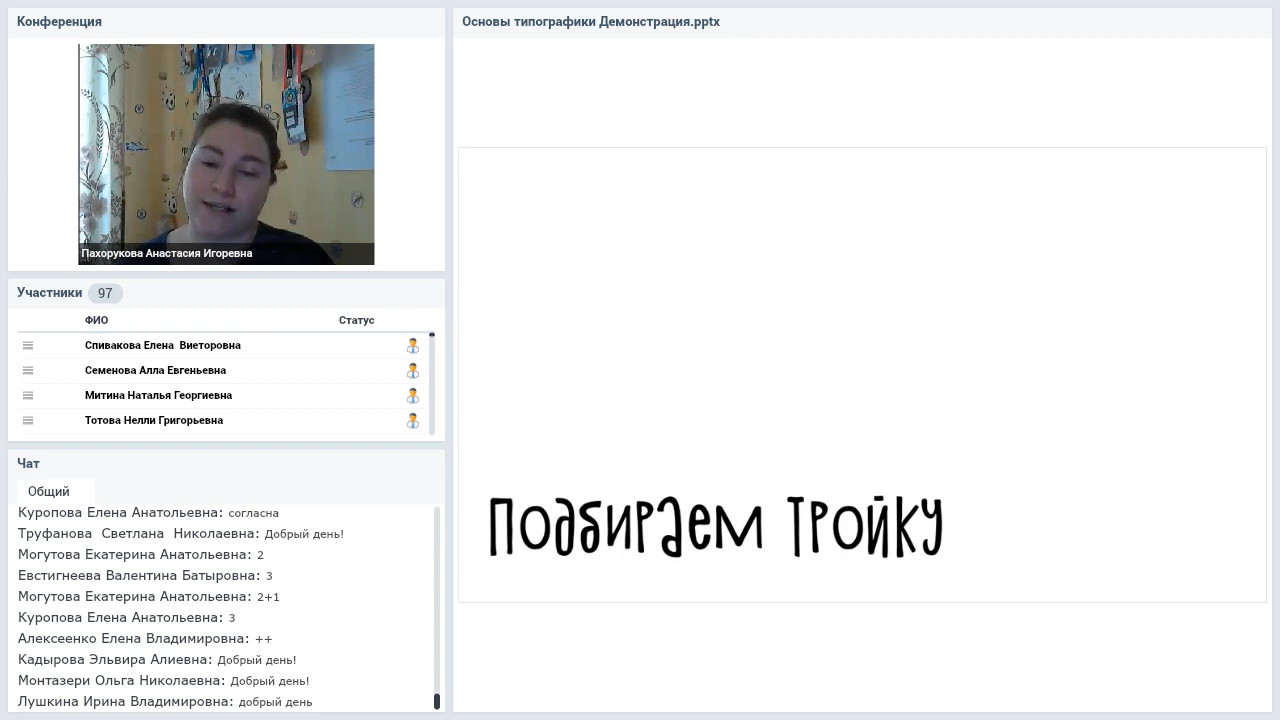 Конференция
Пахорукова Анастасия Игоревна
Участники 97
ФИО Статус
Спивакова Елена Виеторовна
Семенова Алла Евгеньевна
Митина Наталья Георгиевна
Тотова Нелли Григорьевна
Чат
Общий
Куропова Елена Анатольевна: согласна
Труфанова Светлана Николаевна: Добрый день!
Могутова Екатерина Анатольевна: 2
Евстигнеева Валентина Батыровна: 3
Могутова Екатерина Анатольевна: 2+1
Куропова Елена Анатольевна: 3
Алексеенко Елена Владимировна: ++
Кадырова Эльвира Алиевна: Добрый день!
Монтазери Ольга Николаевна: Добрый день!
Лушкина Ирина Владимировна: добрый день
Основы типографики Демонстрация.pptx
Подбираем тройку